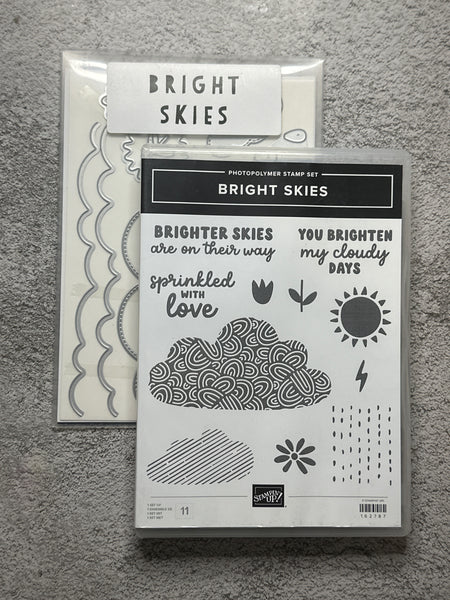 BRIGHT
SKIES
PHOTOPOLYMER STAMP SET
BRIGHT SKIES
BRIGHTER SKIES
are on their way
YOU BRIGHTEN
my cloudy
DAYS
sprinkled
WITH
love
STAMPIN' UP!
11
162787